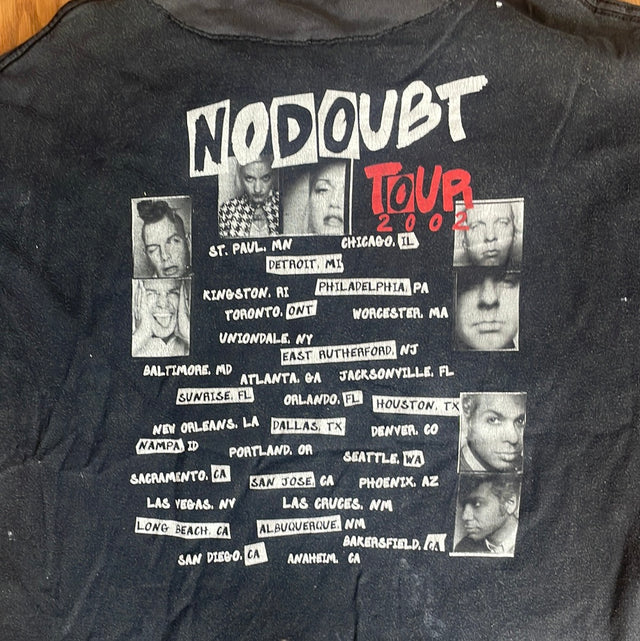 NODOUBT
TOUR
2002
ST. PAUL, MN CHICAGO, IL
DETROIT, MI
KINGSTON, RI PHILADELPHIA, PA
TORONTO, ONT WORCESTER, MA
UNIONDALE, NY
EAST RUTHERFORD, NJ
BALTIMORE, MD
ATLANTA, GA JACKSONVILLE, FL
SUNRISE, FL ORLANDO, FL HOUSTON, TX
NEW ORLEANS, LA DALLAS, TX DENVER, CO
NAMPA ID PORTLAND, OR
SEATTLE, WA
SACRAMENTO, CA SAN JOSE, CA PHOENIX, AZ
LAS VEGAS, NV LAS CRUCES, NM
LONG BEACH, CA ALBUQUERQUE, NM
BAKERSFIELD, CA
SAN DIEGO, CA ANAHEIM, CA